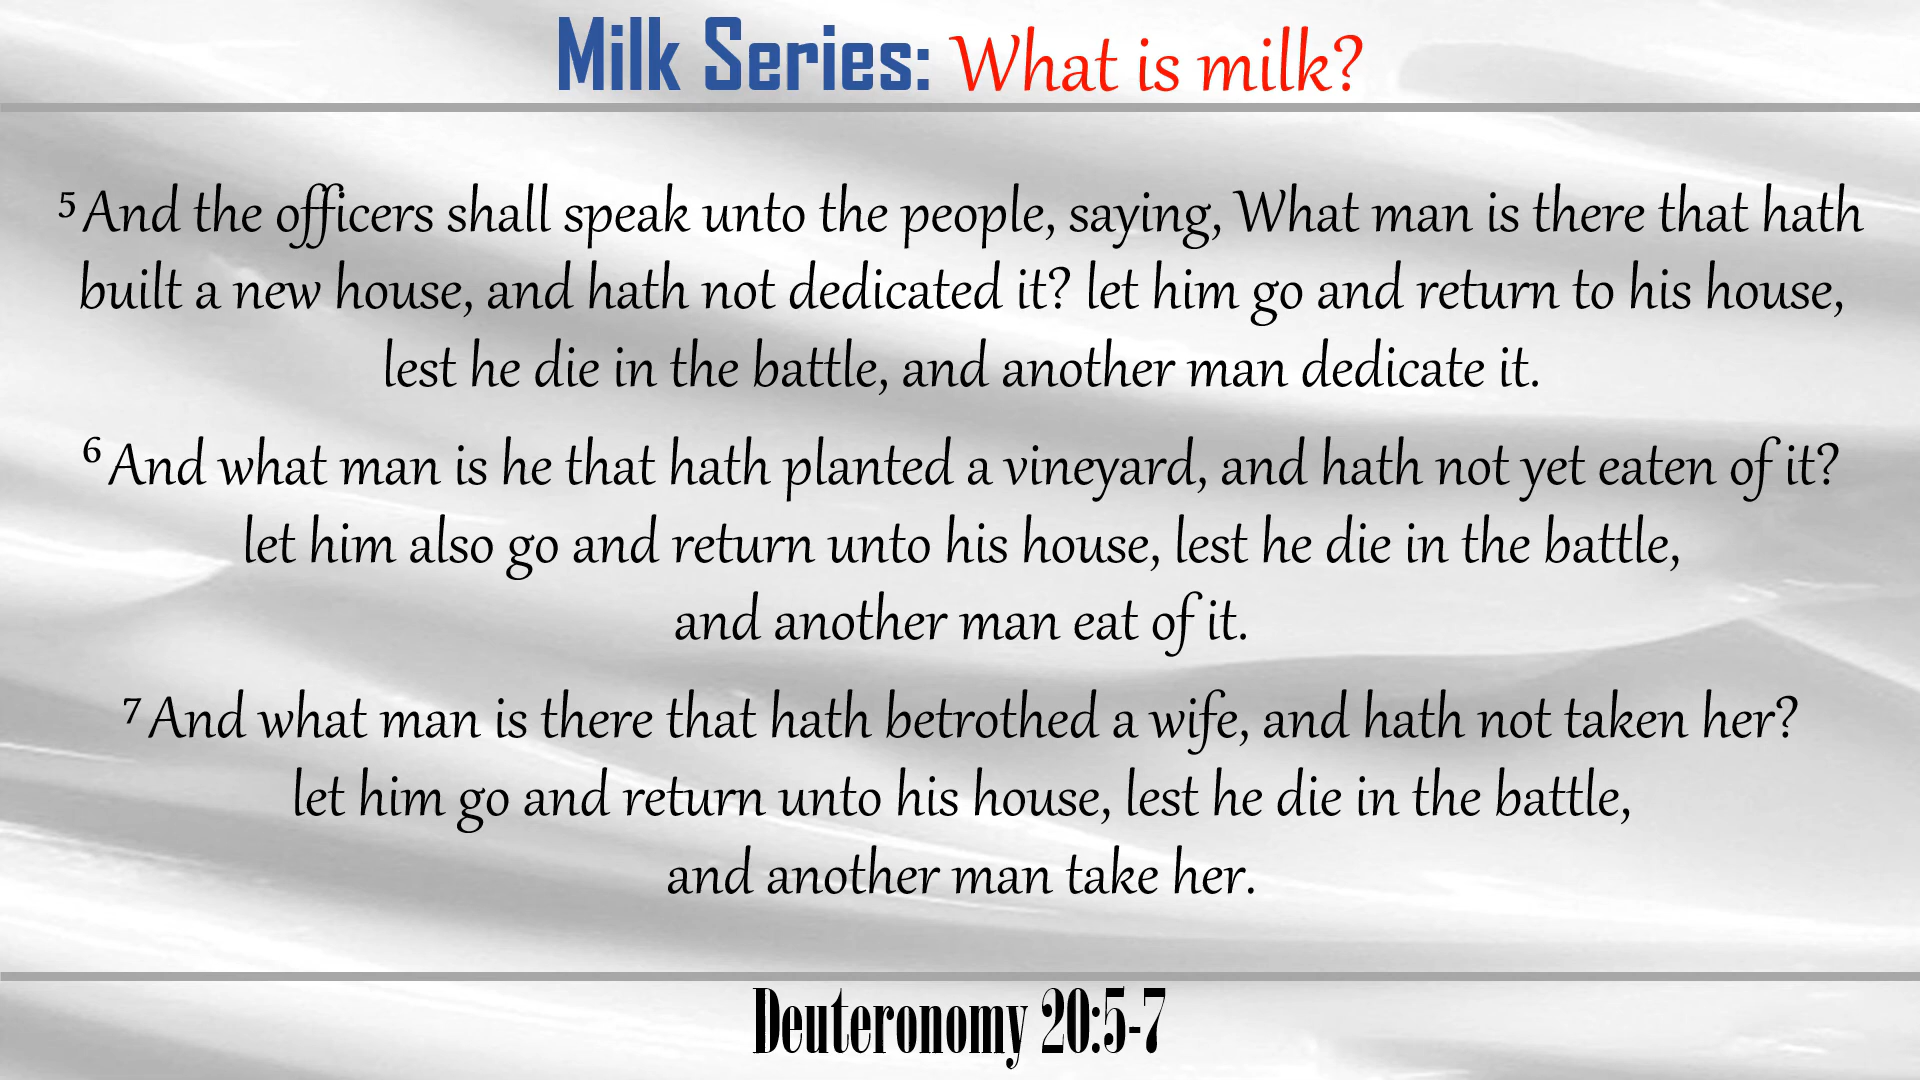 Milk Series: What is milk?
5 And the officers shall speak unto the people, saying, What man is there that hath
built a new house, and hath not dedicated it? let him go and return to his house,
lest he die in the battle, and another man dedicate it.
6 And what man is he that hath planted a vineyard, and hath not yet eaten of it?
let him also go and return unto his house, lest he die in the battle,
and another man eat of it.
7 And what man is there that hath betrothed a wife, and hath not taken her?
let him go and return unto his house, lest he die in the battle,
and another man take her.
Deuteronomy 20:5-7